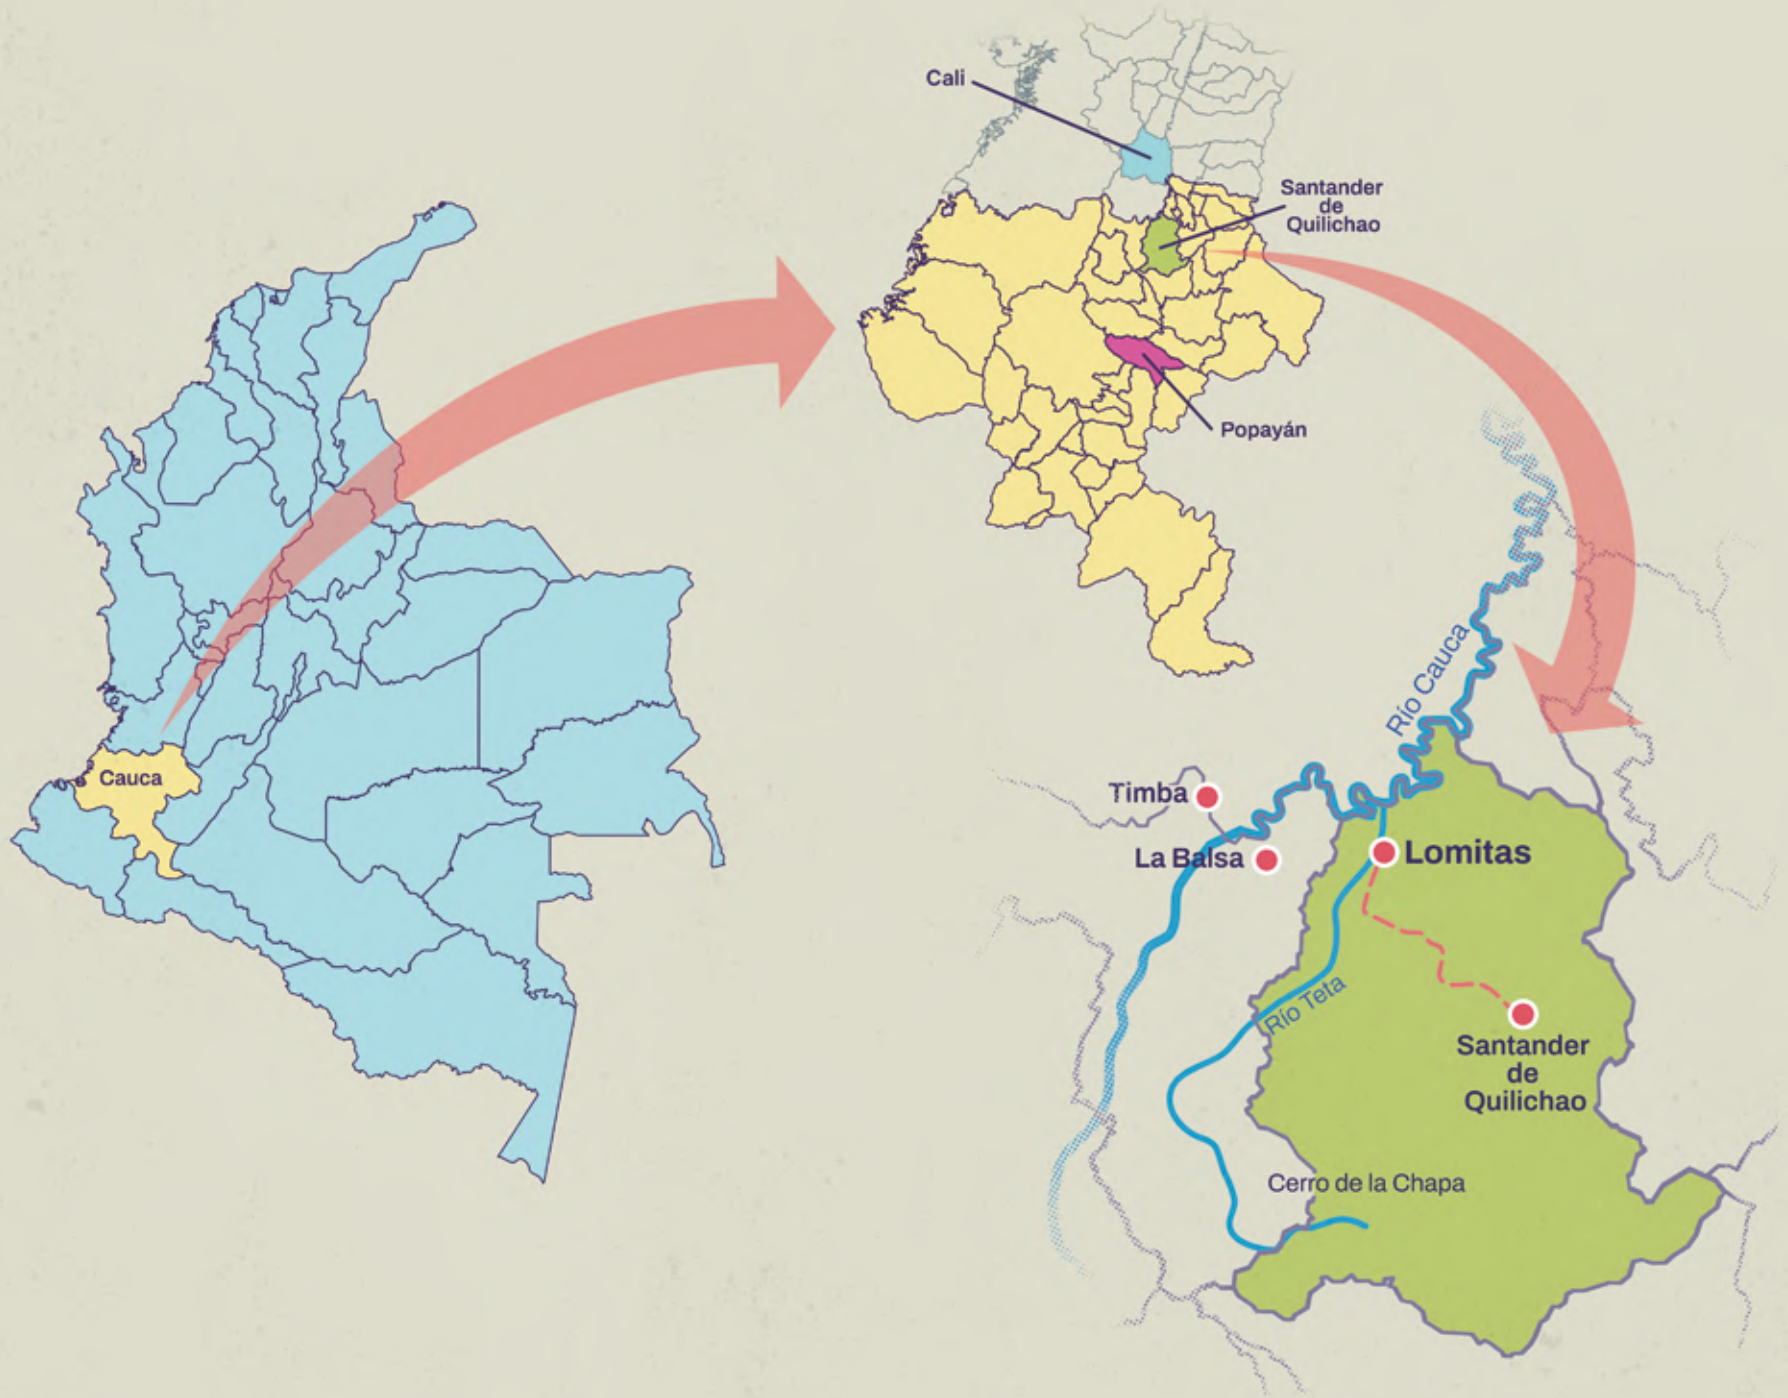 Cali
Santander
de
Quilichao
Cauca
Popayán
Río Cauca
Timba
La Balsa
Lomitas
Río Teta
Santander
de
Quilichao
Cerro de la Chapa